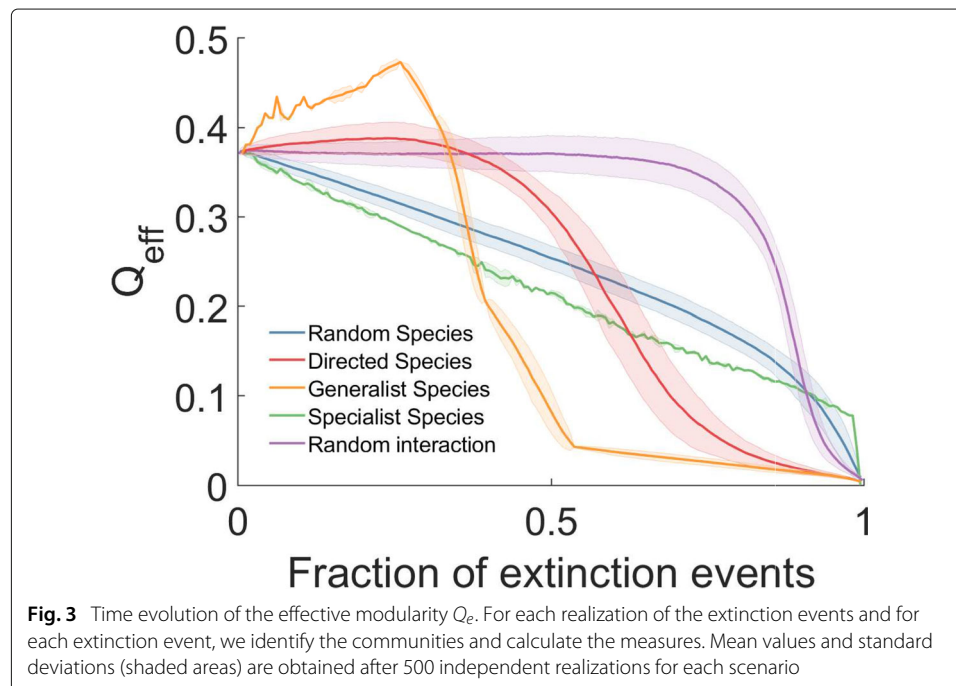 0.5
0.4
0.3
0.2
0.1
0
Q_eff
Random Species
Directed Species
Generalist Species
Specialist Species
Random interaction
0 0.5 1
Fraction of extinction events
Fig. 3 Time evolution of the effective modularity Qe. For each realization of the extinction events and for
each extinction event, we identify the communities and calculate the measures. Mean values and standard
deviations (shaded areas) are obtained after 500 independent realizations for each scenario